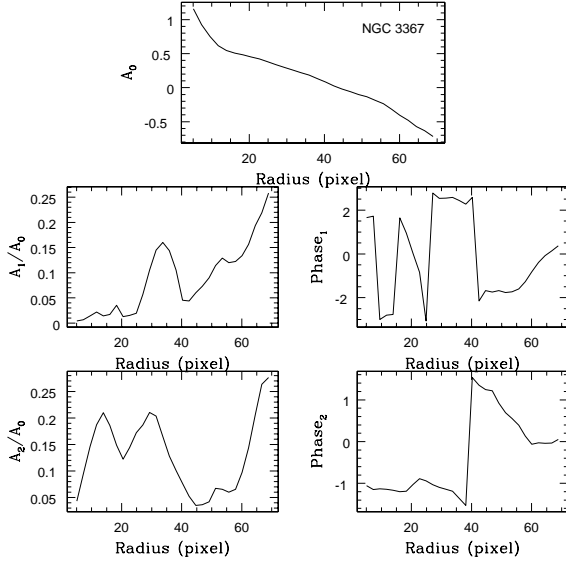 NGC 3367
A₀
1
0.5
0
-0.5
20 40 60
Radius (pixel)
A₁/A₀
0.25
0.2
0.15
0.1
0.05
0
20 40 60
Radius (pixel)
Phase₁
2
0
-2
20 40 60
Radius (pixel)
A₂/A₀
0.25
0.2
0.15
0.1
0.05
20 40 60
Radius (pixel)
Phase₂
1
0
-1
20 40 60
Radius (pixel)